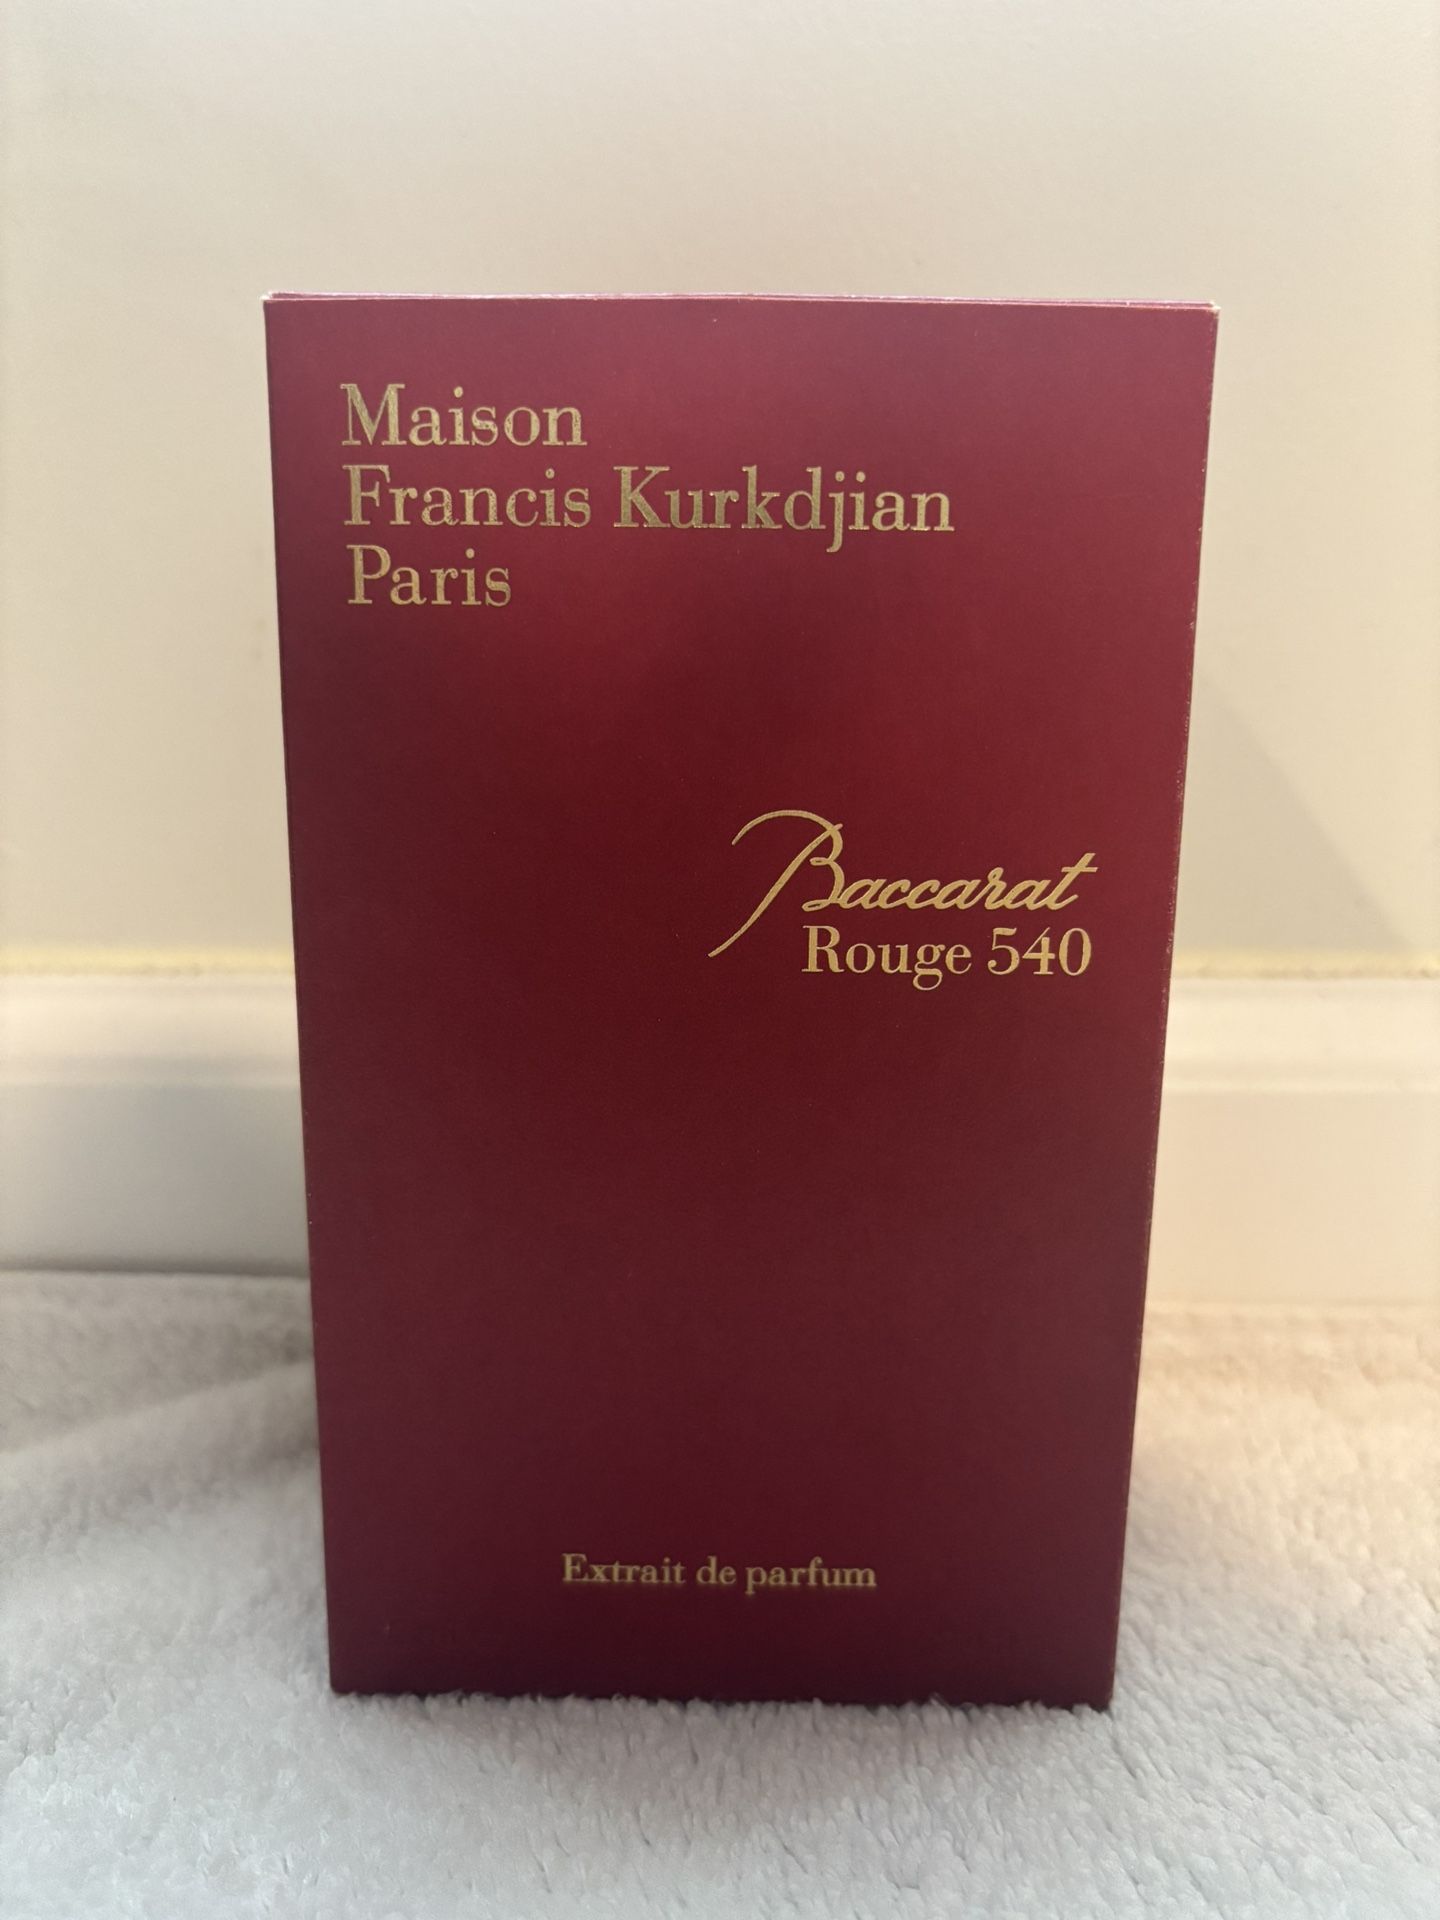 Maison
Francis Kurkdjian
Paris
Baccarat
Rouge 540
Extrait de parfum